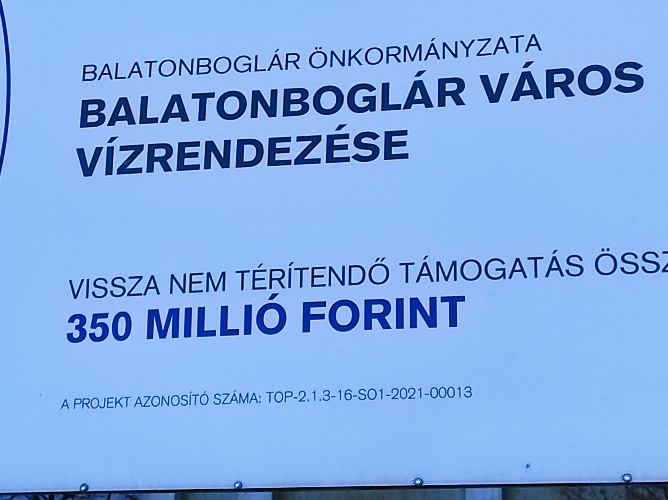 BALATONBOGLÁR ÖNKORMÁNYZATA
BALATONBOGLÁR VÁROS
VÍZRENDEZÉSE
VISSZA NEM TÉRÍTENDŐ TÁMOGATÁS ÖSSZ
350 MILLIÓ FORINT
A PROJEKT AZONOSÍTÓ SZÁMA: TOP-2.1.3-16-SO1-2021-00013